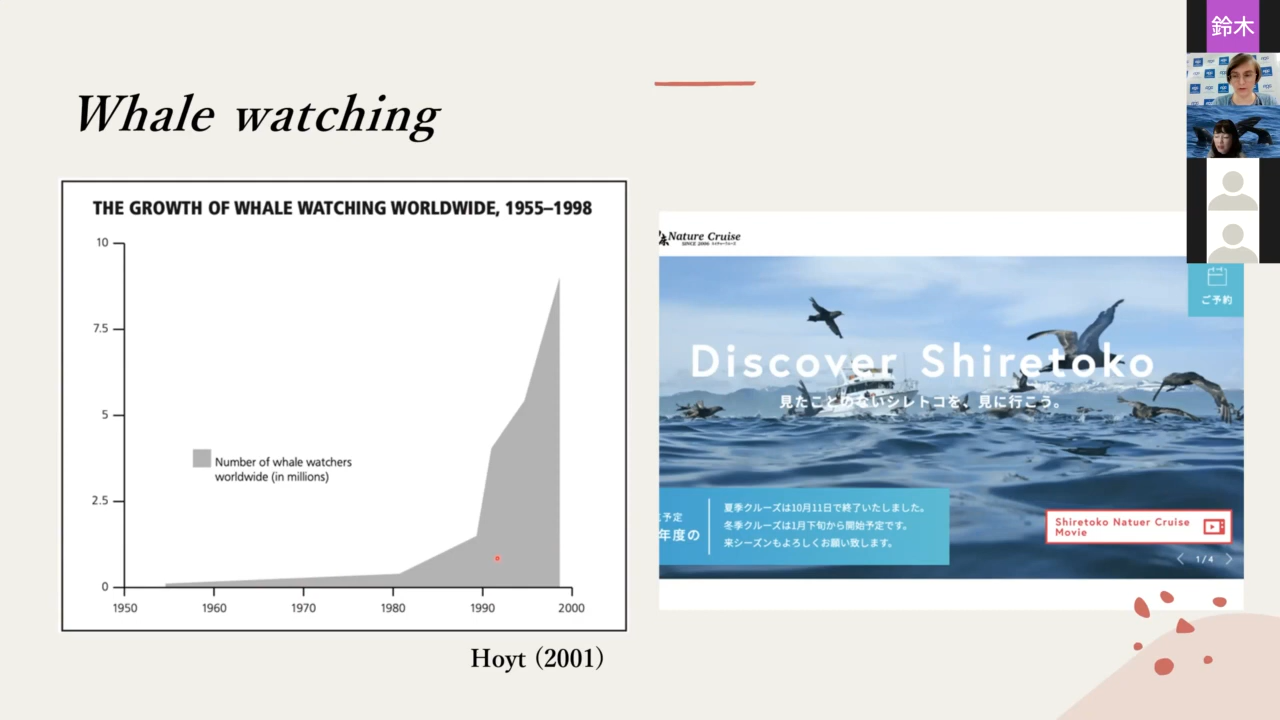 鈴木
Whale watching
THE GROWTH OF WHALE WATCHING WORLDWIDE, 1955–1998
10
7.5
5
2.5
0
Number of whale watchers
worldwide (in millions)
1950 1960 1970 1980 1990 2000
Hoyt (2001)
Nature Cruise
SINCE 2006
ご予約
Discover Shiretoko
見たことのないシレトコを、見に行こう。
予定
年度の
夏季クルーズは10月11日で終了いたしました。
冬季クルーズは1月下旬から開始予定です。
来シーズンもよろしくお願い致します。
Shiretoko Natuer Cruise
Movie
1/4